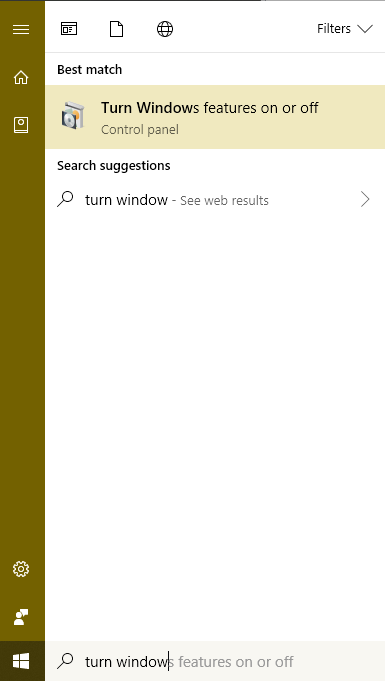 Filters
Best match
Turn Windows features on or off
Control panel
Search suggestions
turn window - See web results
turn windows features on or off